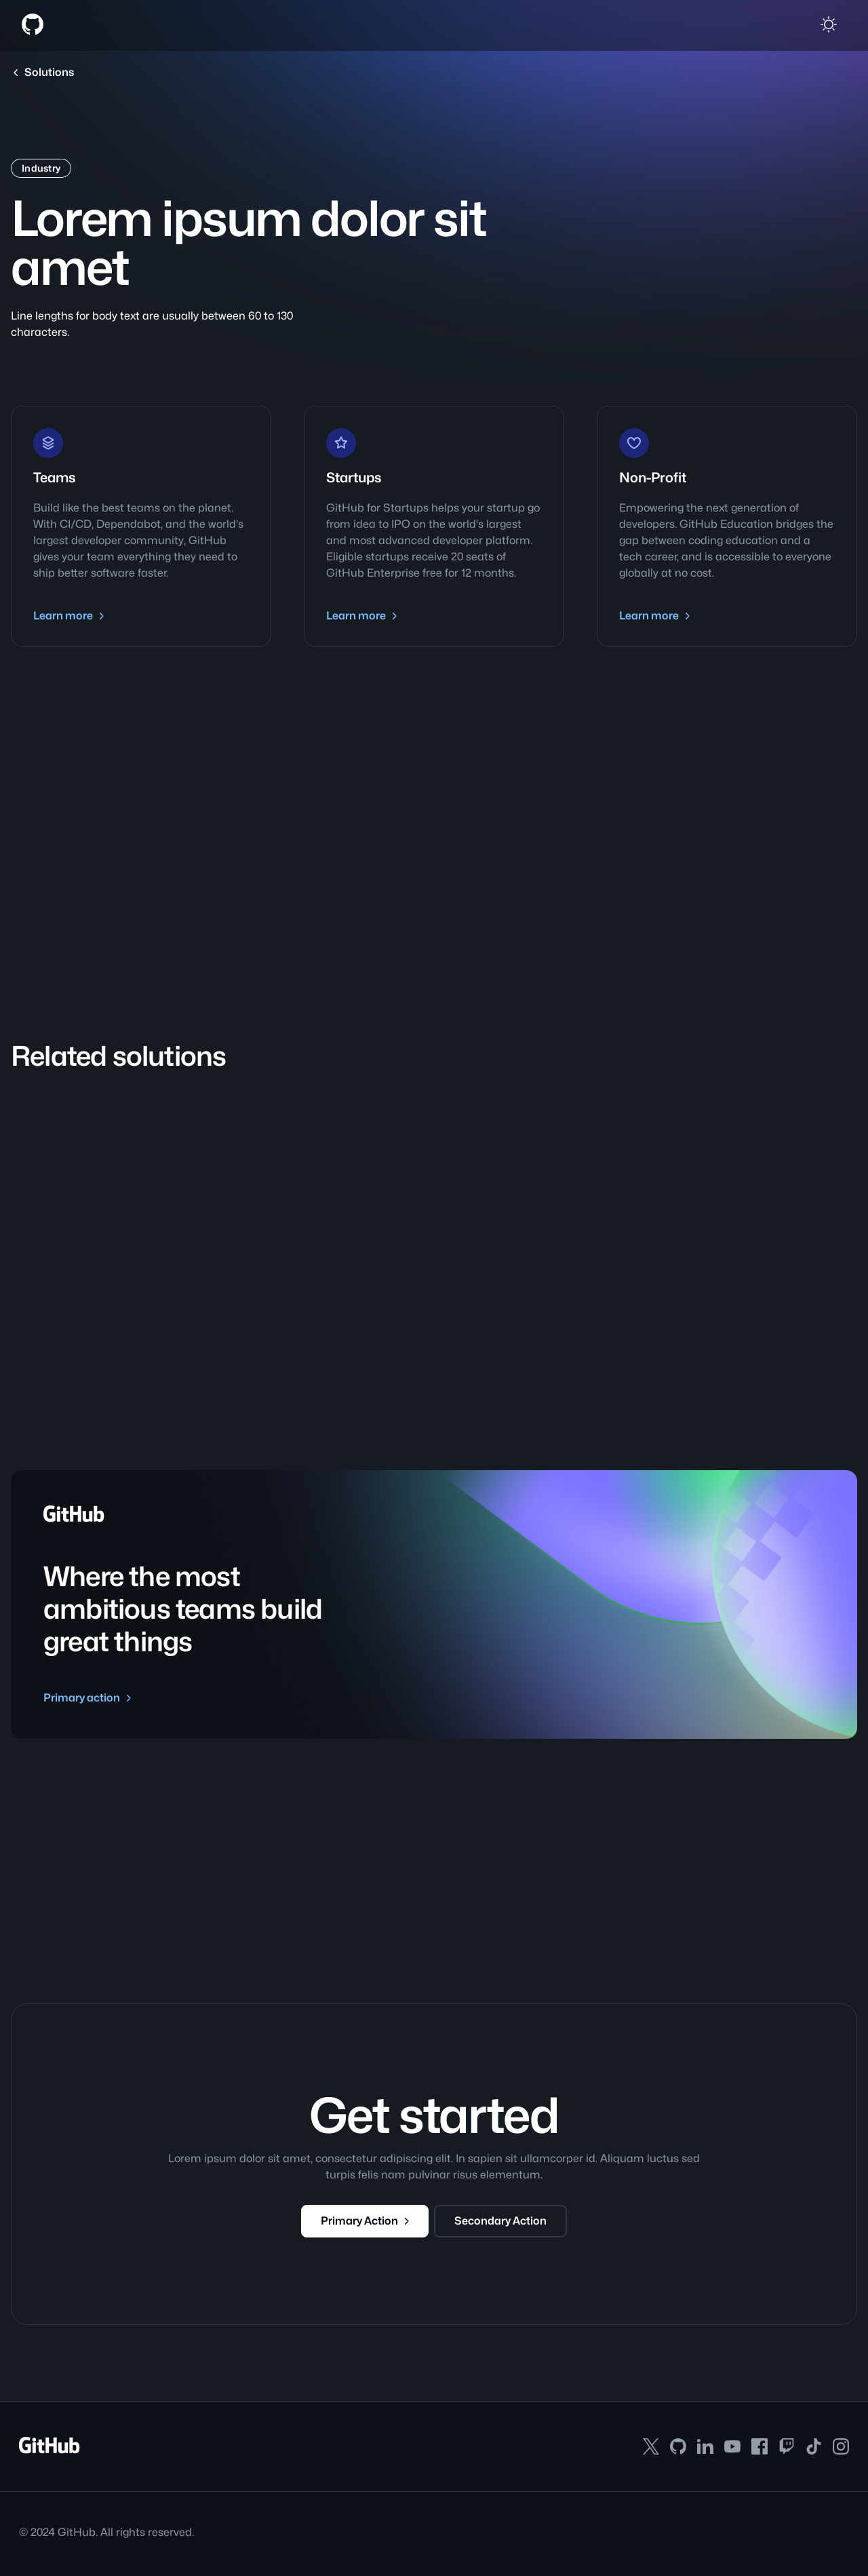 Solutions
Industry
Lorem ipsum dolor sit
amet
Line lengths for body text are usually between 60 to 130
characters.
Teams
Build like the best teams on the planet.
With CI/CD, Dependabot, and the world's
largest developer community, GitHub
gives your team everything they need to
ship better software faster.
Learn more
Startups
GitHub for Startups helps your startup go
from idea to IPO on the world's largest
and most advanced developer platform.
Eligible startups receive 20 seats of
GitHub Enterprise free for 12 months.
Learn more
Non-Profit
Empowering the next generation of
developers. GitHub Education bridges the
gap between coding education and a
tech career, and is accessible to everyone
globally at no cost.
Learn more
Related solutions
GitHub
Where the most
ambitious teams build
great things
Primary action
Get started
Lorem ipsum dolor sit amet, consectetur adipiscing elit. In sapien sit ullamcorper id. Aliquam luctus sed
turpis felis nam pulvinar risus elementum.
Primary Action
Secondary Action
GitHub
© 2024 GitHub. All rights reserved.